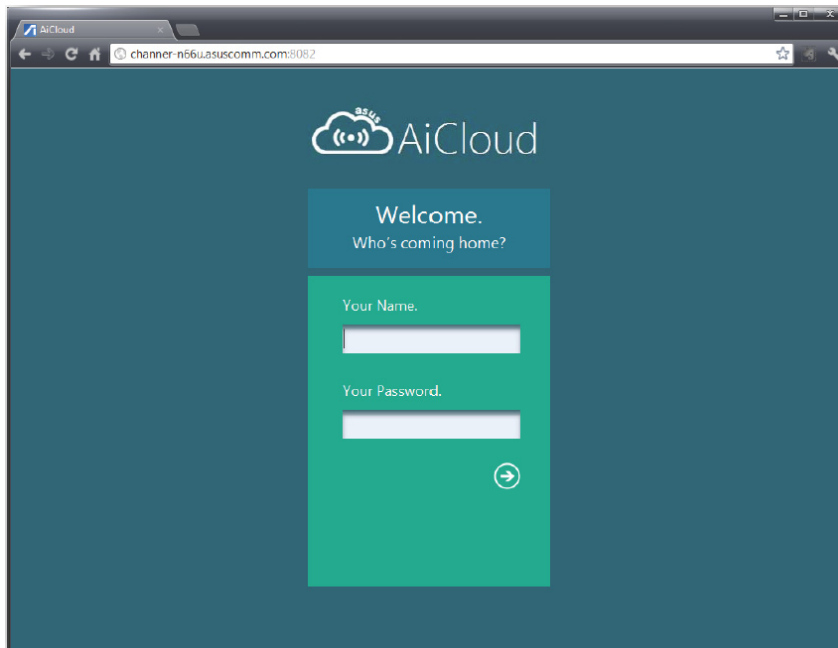 AiCloud
channer-n66u.asuscomm.com:8082
asus
AiCloud
Welcome.
Who's coming home?
Your Name.
Your Password.